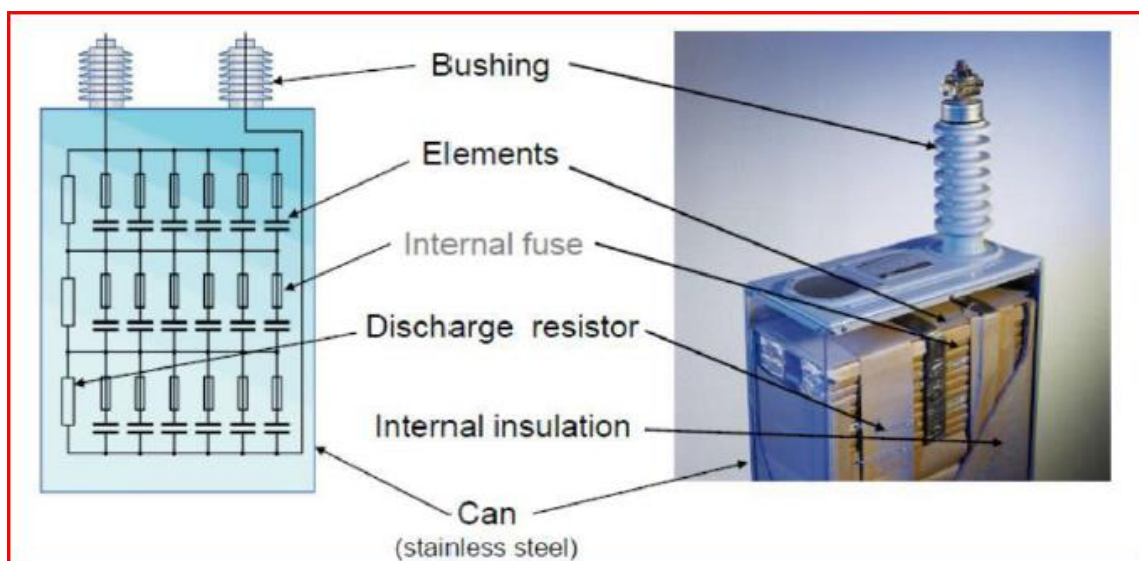 Bushing
Elements
Internal fuse
Discharge resistor
Internal insulation
Can
(stainless steel)